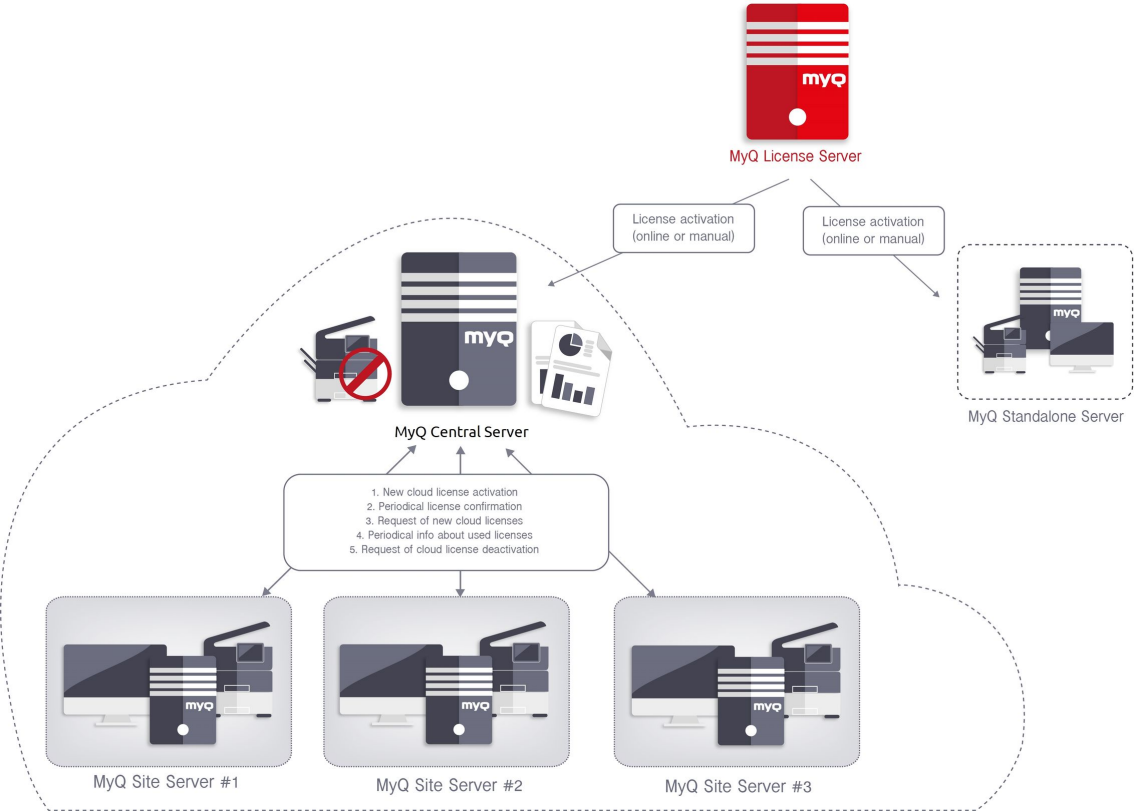 myQ
MyQ License Server
License activation
(online or manual)
License activation
(online or manual)
myQ
MyQ Standalone Server
myQ
MyQ Central Server
1. New cloud license activation
2. Periodical license confirmation
3. Request of new cloud licenses
4. Periodical info about used licenses
5. Request of cloud license deactivation
myQ
MyQ Site Server #1
myQ
MyQ Site Server #2
myQ
MyQ Site Server #3